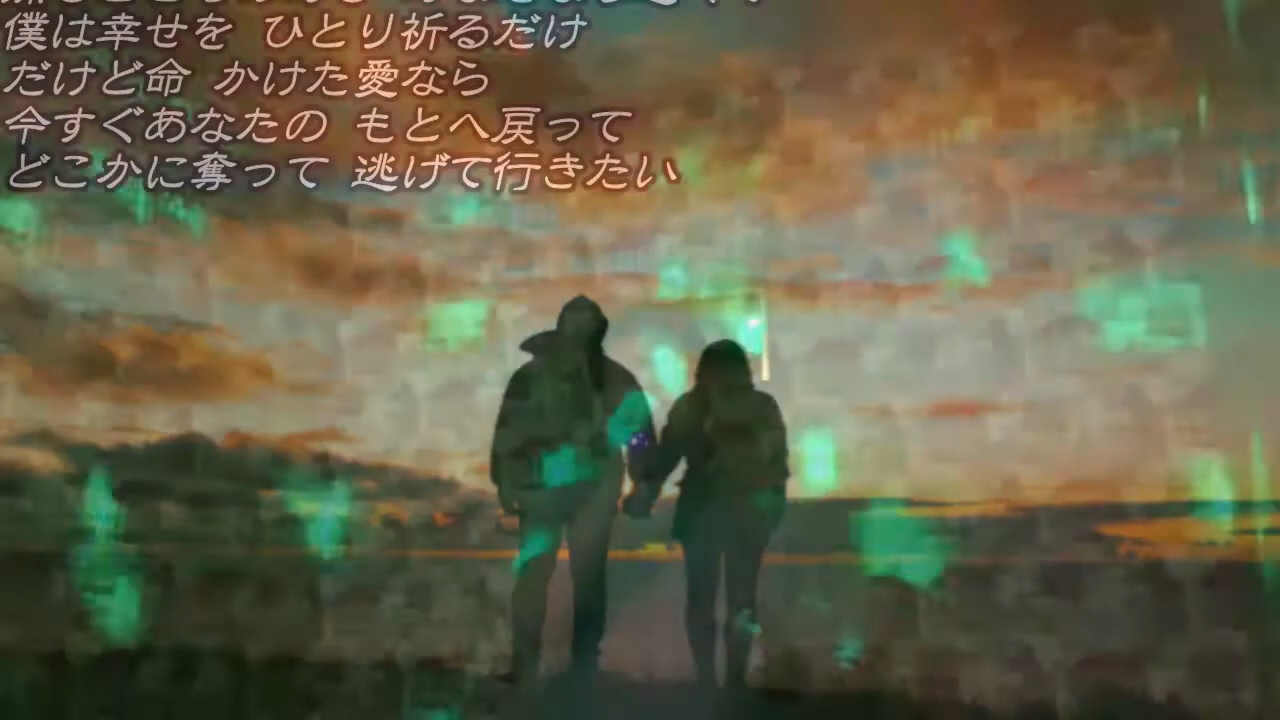 僕は幸せを ひとり祈るだけ
だけど命 かけた愛なら
今すぐあなたの もとへ戻って
どこかに奪って 逃げて行きたい